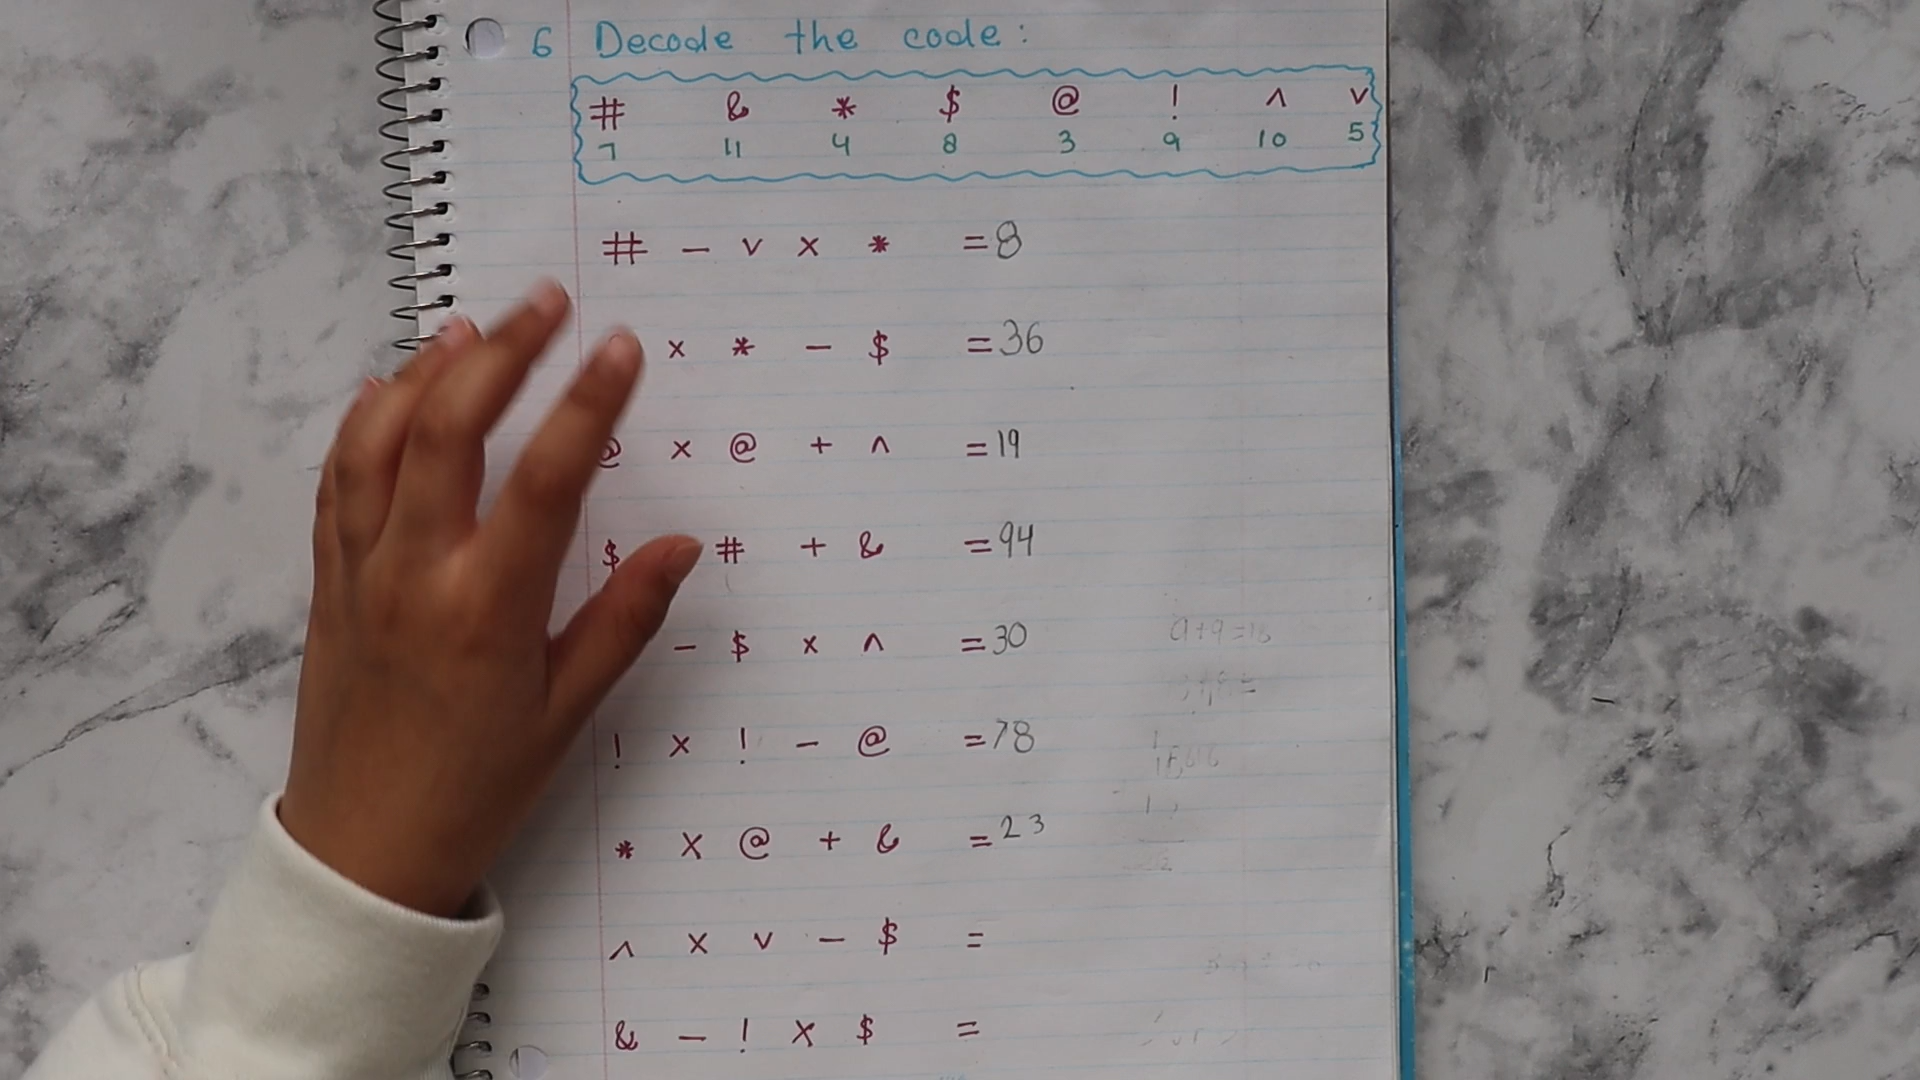 6 Decode the code:
# & * $ @ ! ^ v
7 11 4 8 3 9 10 5
# - v x * = 8
x * - $ = 36
@ x @ + ^ = 19
$ # + & = 94
- $ x ^ = 30
! x ! - @ = 78
* x @ + & = 23
^ x v - $ =
& - ! x $ =